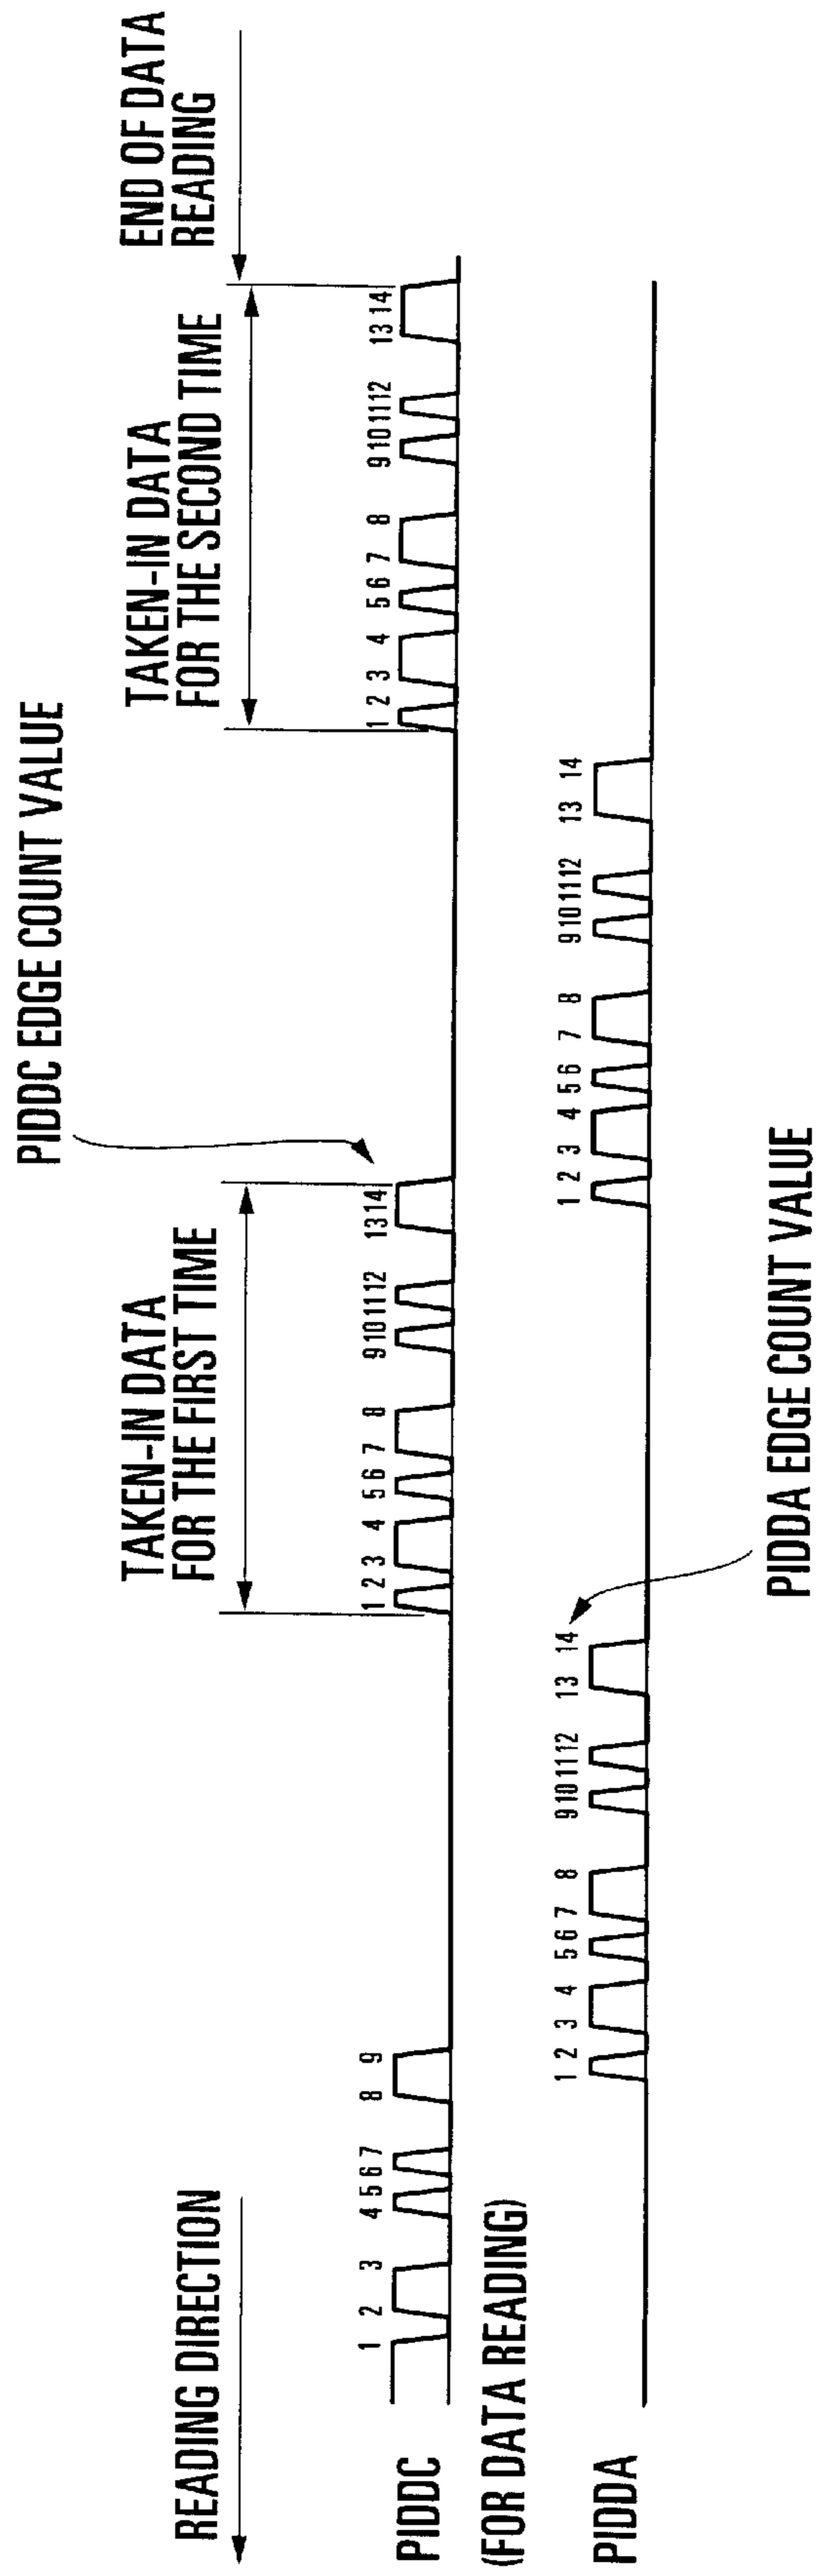 PIDDC EDGE COUNT VALUE
END OF DATA
READING
TAKEN-IN DATA
FOR THE FIRST TIME
TAKEN-IN DATA
FOR THE SECOND TIME
READING DIRECTION
1 2 3 4 5 6 7 8 9
1 2 3 4 5 6 7 8 9 10 11 12 13 14
1 2 3 4 5 6 7 8 9 10 11 12 13 14
PIDDC
(FOR DATA READING)
1 2 3 4 5 6 7 8 9 10 11 12 13 14
1 2 3 4 5 6 7 8 9 10 11 12 13 14
PIDDA
PIDDA EDGE COUNT VALUE